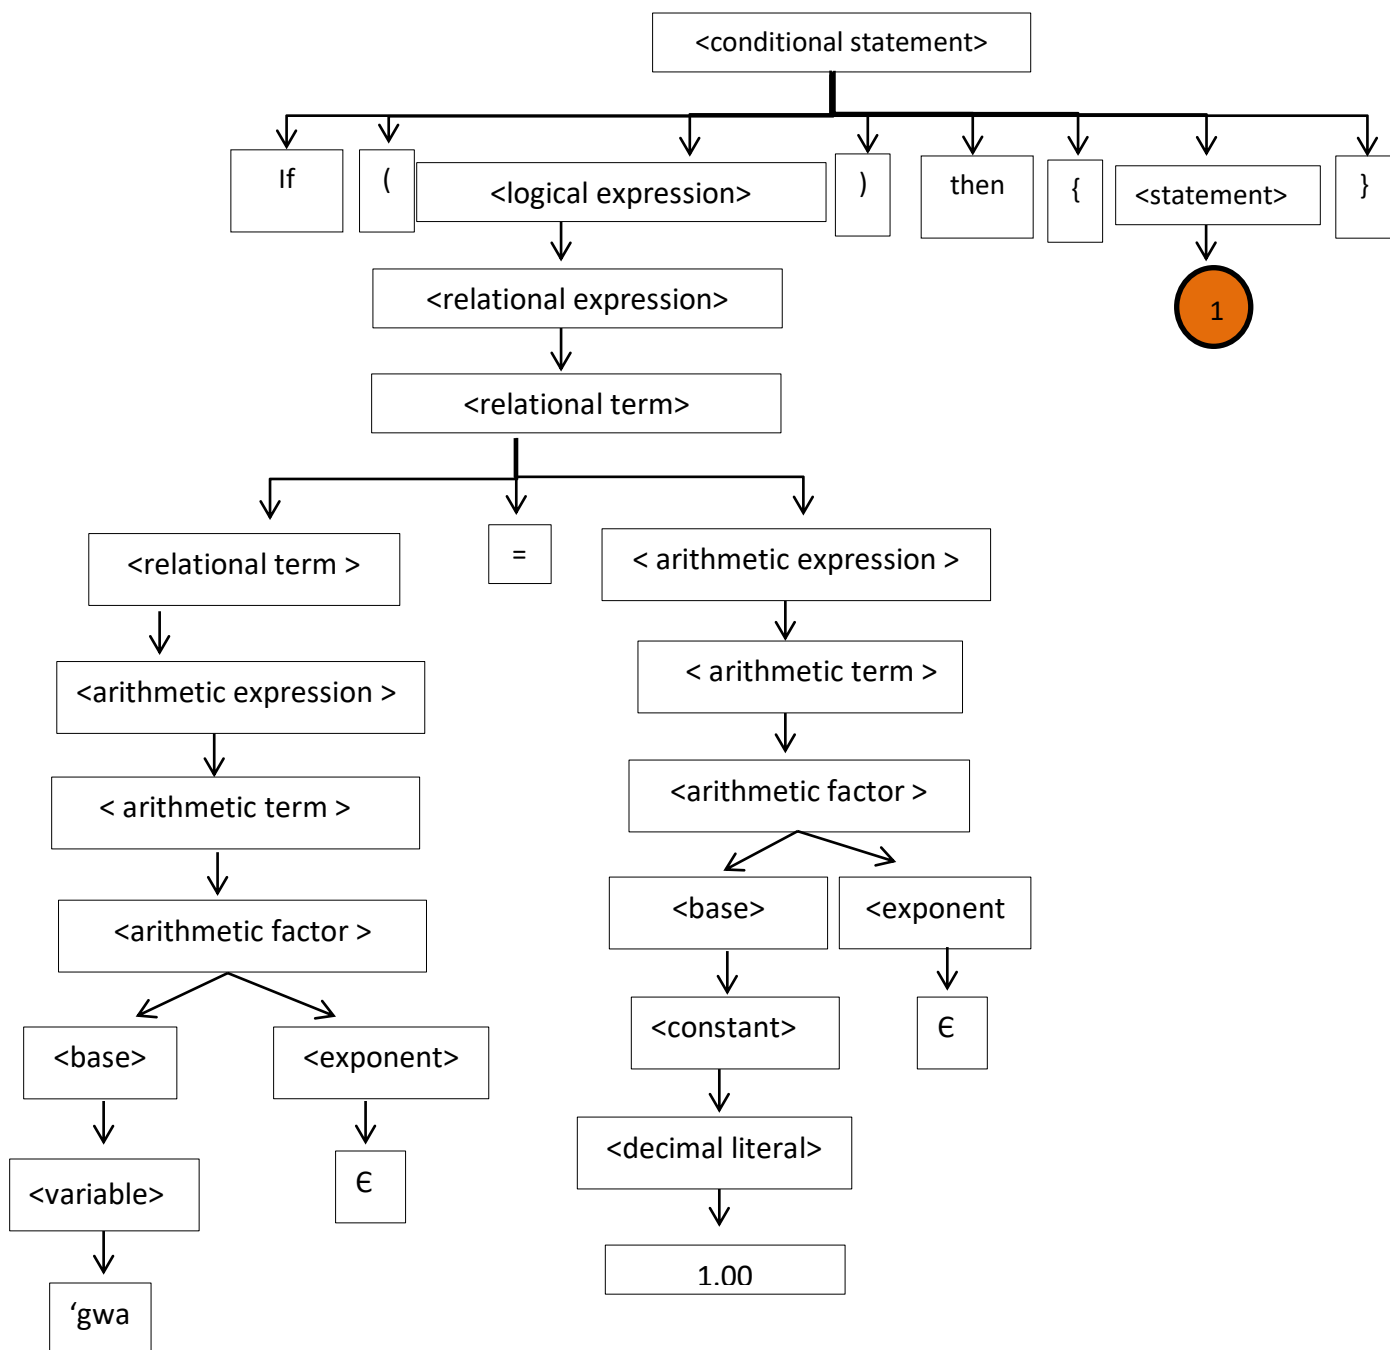 <conditional statement>
If
(
<logical expression>
)
then
{
<statement>
}
1
<relational expression>
<relational term>
<relational term >
=
< arithmetic expression >
<arithmetic expression >
< arithmetic term >
< arithmetic term >
<arithmetic factor >
<arithmetic factor >
<base>
<exponent
<base>
<exponent>
<constant>
Є
<variable>
Є
<decimal literal>
‘gwa
1.00